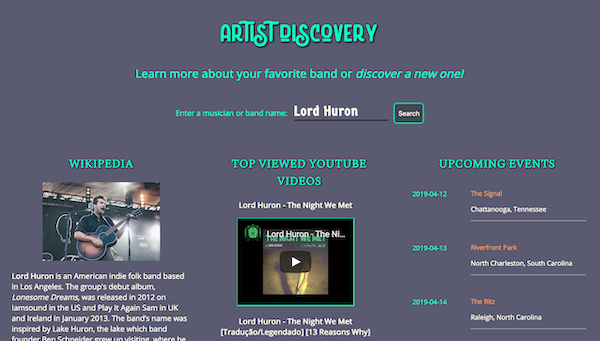 ARTIST DISCOVERY
Learn more about your favorite band or discover a new one!
Enter a musician or band name: Lord Huron Search
WIKIPEDIA
Lord Huron is an American indie folk band based
in Los Angeles. The group's debut album,
Lonesome Dreams, was released in 2012 on
Iamsound in the US and Play It Again Sam in UK
and Ireland in January 2013. The band's name was
inspired by Lake Huron, the lake which band
founder Ben Schneider grew up visiting, where he
TOP VIEWED YOUTUBE
VIDEOS
Lord Huron - The Night We Met
Lord Huron - The Ni...
THE NIGHT WE MET
Lord Huron - The Night We Met
[Tradução/Legendado] [13 Reasons Why]
UPCOMING EVENTS
2019-04-12 The Signal
Chattanooga, Tennessee
2019-04-13 Riverfront Park
North Charleston, South Carolina
2019-04-14 The Ritz
Raleigh, North Carolina